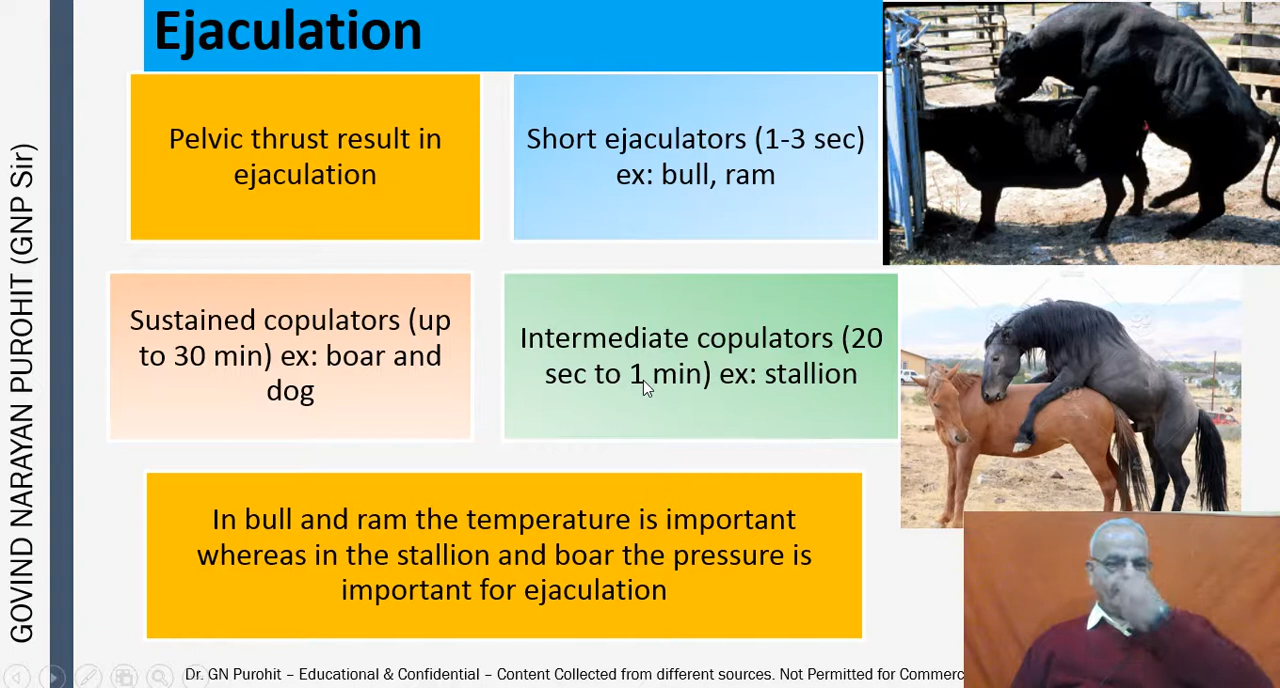 Ejaculation
Pelvic thrust result in
ejaculation
Short ejaculators (1-3 sec)
ex: bull, ram
Sustained copulators (up
to 30 min) ex: boar and
dog
Intermediate copulators (20
sec to 1 min) ex: stallion
In bull and ram the temperature is important
whereas in the stallion and boar the pressure is
important for ejaculation
GOVIND NARAYAN PUROHIT (GNP Sir)
Dr. GN Purohit – Educational & Confidential – Content Collected from different sources. Not Permitted for Commerc